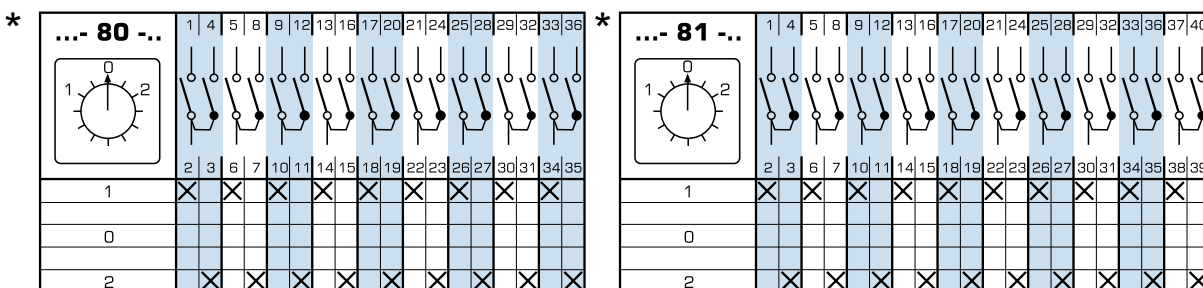 * ...- 80 -.. 1 4 5 8 9 12 13 16 17 20 21 24 25 28 29 32 33 36
0
1 2
2 3 6 7 10 11 14 15 18 19 22 23 26 27 30 31 34 35
1 X X X X X X X X X
0
2 X X X X X X X X X
* ...- 81 -.. 1 4 5 8 9 12 13 16 17 20 21 24 25 28 29 32 33 36 37 40
0
1 2
2 3 6 7 10 11 14 15 18 19 22 23 26 27 30 31 34 35 38 39
1 X X X X X X X X X X
0
2 X X X X X X X X X X